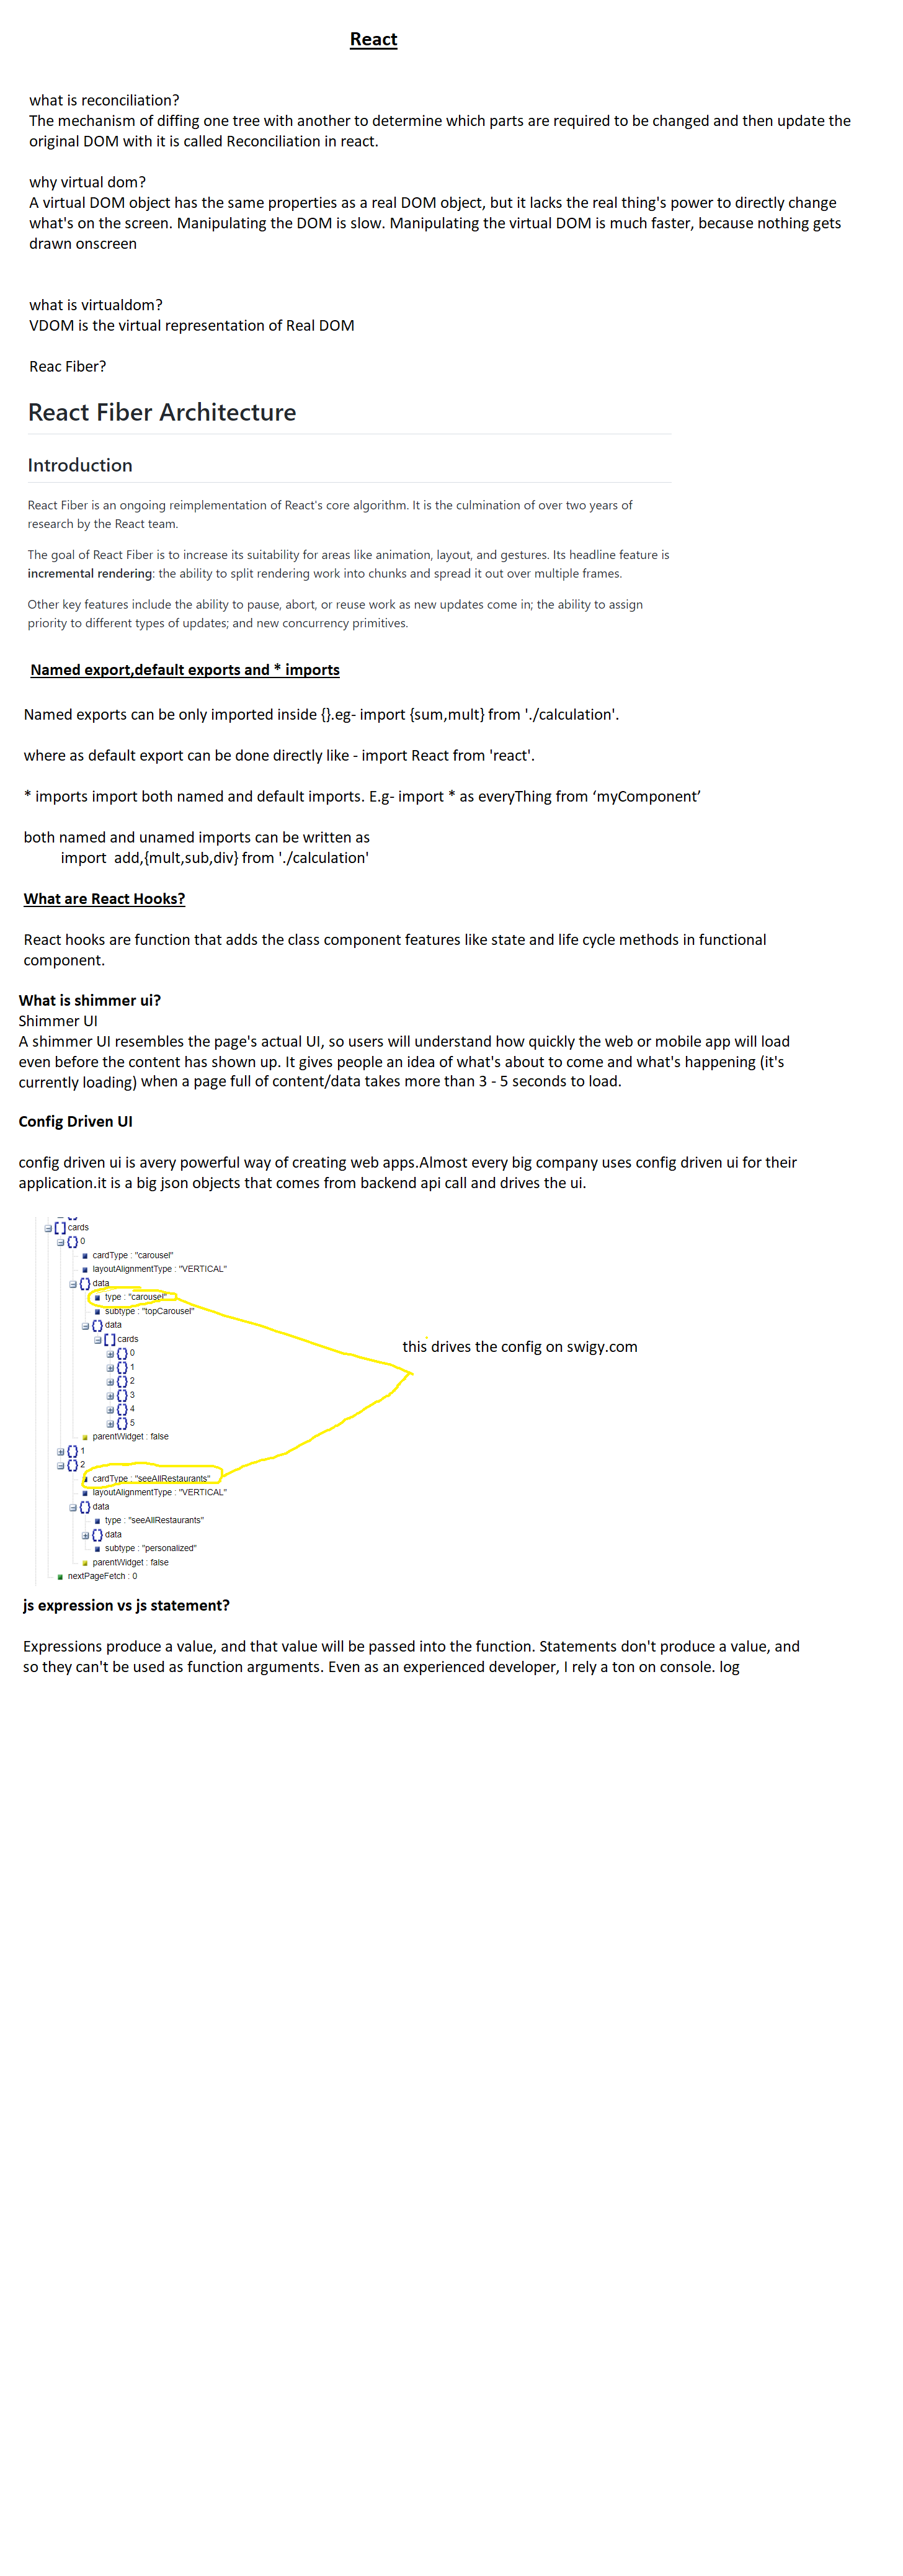 React
what is reconciliation?
The mechanism of diffing one tree with another to determine which parts are required to be changed and then update the
original DOM with it is called Reconciliation in react.
why virtual dom?
A virtual DOM object has the same properties as a real DOM object, but it lacks the real thing's power to directly change
what's on the screen. Manipulating the DOM is slow. Manipulating the virtual DOM is much faster, because nothing gets
drawn onscreen
what is virtualdom?
VDOM is the virtual representation of Real DOM
Reac Fiber?
React Fiber Architecture
Introduction
React Fiber is an ongoing reimplementation of React's core algorithm. It is the culmination of over two years of
research by the React team.
The goal of React Fiber is to increase its suitability for areas like animation, layout, and gestures. Its headline feature is
incremental rendering: the ability to split rendering work into chunks and spread it out over multiple frames.
Other key features include the ability to pause, abort, or reuse work as new updates come in; the ability to assign
priority to different types of updates; and new concurrency primitives.
Named export,default exports and * imports
Named exports can be only imported inside {}.eg- import {sum,mult} from './calculation'.
where as default export can be done directly like - import React from 'react'.
* imports import both named and default imports. E.g- import * as everyThing from ‘myComponent’
both named and unamed imports can be written as
import  add,{mult,sub,div} from './calculation'
What are React Hooks?
React hooks are function that adds the class component features like state and life cycle methods in functional
component.
What is shimmer ui?
Shimmer UI
A shimmer UI resembles the page's actual UI, so users will understand how quickly the web or mobile app will load
even before the content has shown up. It gives people an idea of what's about to come and what's happening (it's
currently loading) when a page full of content/data takes more than 3 - 5 seconds to load.
Config Driven UI
config driven ui is avery powerful way of creating web apps.Almost every big company uses config driven ui for their
application.it is a big json objects that comes from backend api call and drives the ui.
[] cards
{} 0
cardType : "carousel"
layoutAlignmentType : "VERTICAL"
{} data
type : "carousel"
subtype : "topCarousel"
{} data
[] cards
{} 0
this drives the config on swigy.com
{} 1
{} 2
{} 3
{} 4
{} 5
parentWidget : false
{} 1
{} 2
cardType : "seeAllRestaurants"
layoutAlignmentType : "VERTICAL"
{} data
type : "seeAllRestaurants"
{} data
subtype : "personalized"
parentWidget : false
nextPageFetch : 0
js expression vs js statement?
Expressions produce a value, and that value will be passed into the function. Statements don't produce a value, and
so they can't be used as function arguments. Even as an experienced developer, I rely a ton on console. log